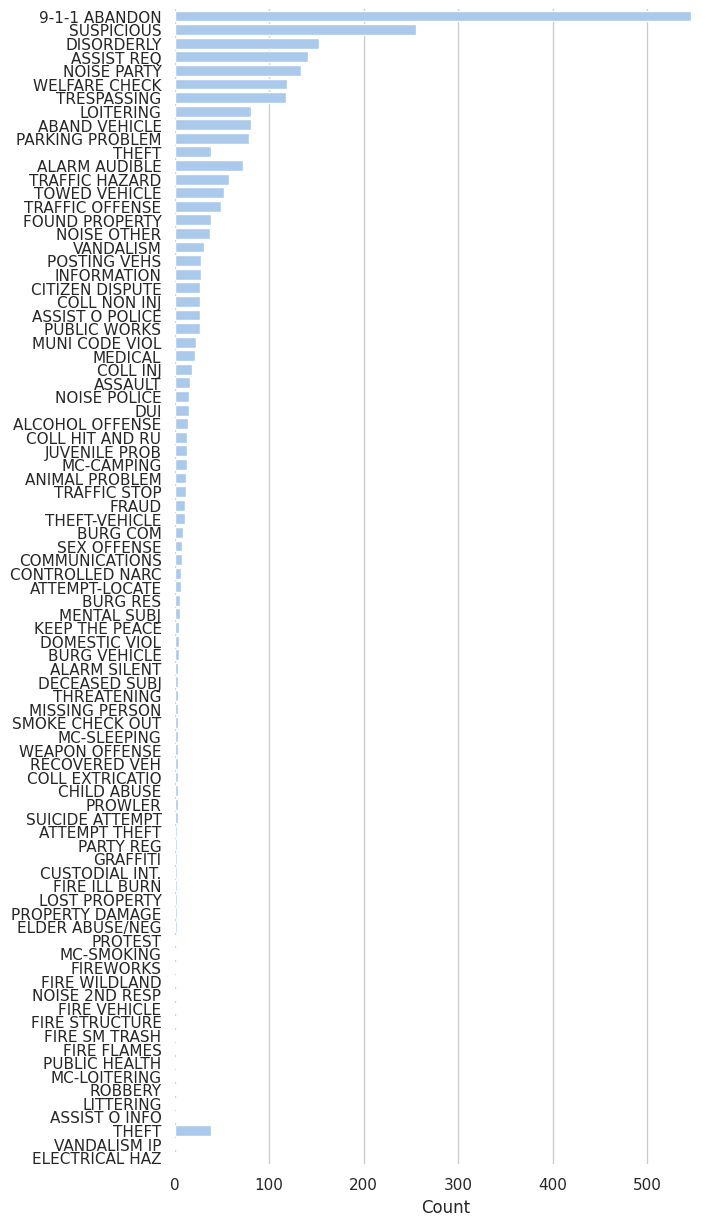 9-1-1 ABANDON
SUSPICIOUS
DISORDERLY
ASSIST REQ
NOISE PARTY
WELFARE CHECK
TRESPASSING
LOITERING
ABAND VEHICLE
PARKING PROBLEM
THEFT
ALARM AUDIBLE
TRAFFIC HAZARD
TOWED VEHICLE
TRAFFIC OFFENSE
FOUND PROPERTY
NOISE OTHER
VANDALISM
POSTING VEHS
INFORMATION
CITIZEN DISPUTE
COLL NON INJ
ASSIST O POLICE
PUBLIC WORKS
MUNI CODE VIOL
MEDICAL
COLL INJ
ASSAULT
NOISE POLICE
DUI
ALCOHOL OFFENSE
COLL HIT AND RU
JUVENILE PROB
MC-CAMPING
ANIMAL PROBLEM
TRAFFIC STOP
FRAUD
THEFT-VEHICLE
BURG COM
SEX OFFENSE
COMMUNICATIONS
CONTROLLED NARC
ATTEMPT-LOCATE
BURG RES
MENTAL SUBJ
KEEP THE PEACE
DOMESTIC VIOL
BURG VEHICLE
ALARM SILENT
DECEASED SUBJ
THREATENING
MISSING PERSON
SMOKE CHECK OUT
MC-SLEEPING
WEAPON OFFENSE
RECOVERED VEH
COLL EXTRICATIO
CHILD ABUSE
PROWLER
SUICIDE ATTEMPT
ATTEMPT THEFT
PARTY REG
GRAFFITI
CUSTODIAL INT.
FIRE ILL BURN
LOST PROPERTY
PROPERTY DAMAGE
ELDER ABUSE/NEG
PROTEST
MC-SMOKING
FIREWORKS
FIRE WILDLAND
NOISE 2ND RESP
FIRE VEHICLE
FIRE STRUCTURE
FIRE SM TRASH
FIRE FLAMES
PUBLIC HEALTH
MC-LOITERING
ROBBERY
LITTERING
ASSIST O INFO
THEFT
VANDALISM IP
ELECTRICAL HAZ
0 100 200 300 400 500
Count